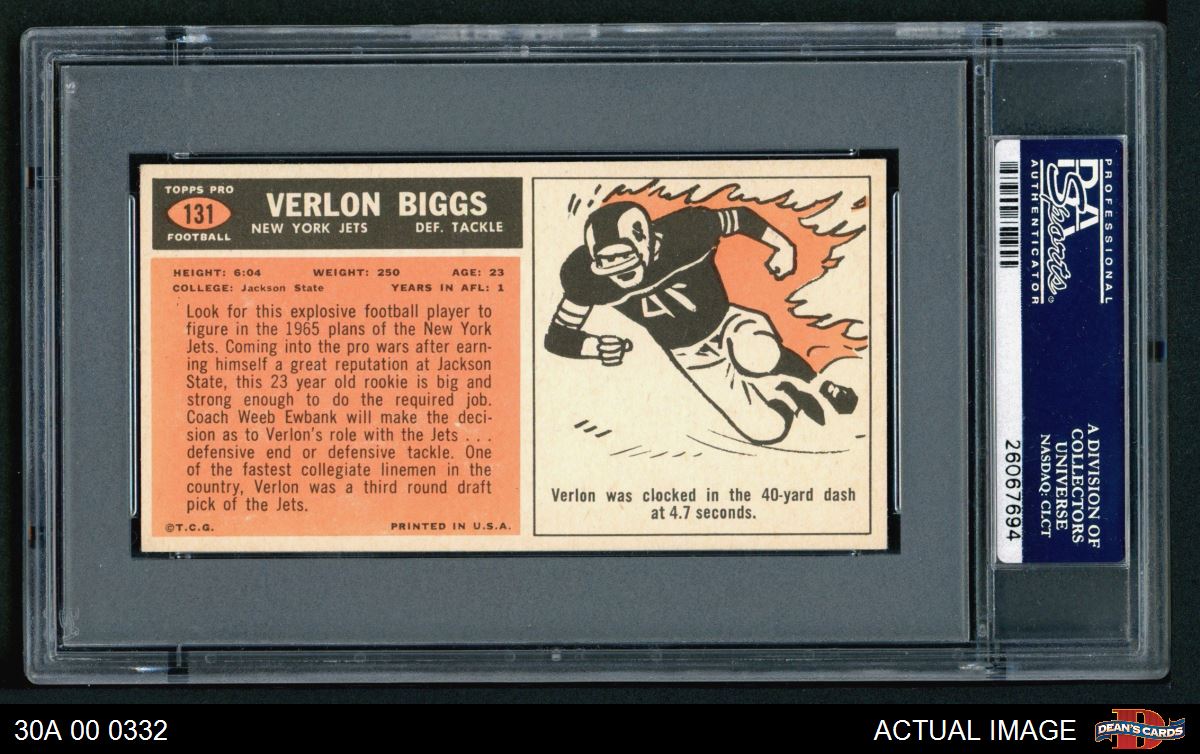 TOPPS PRO
131
FOOTBALL
VERLON BIGGS
NEW YORK JETS DEF. TACKLE
HEIGHT: 6:04 WEIGHT: 250 AGE: 23
COLLEGE: Jackson State YEARS IN AFL: 1
Look for this explosive football player to
figure in the 1965 plans of the New York
Jets. Coming into the pro wars after earn-
ing himself a great reputation at Jackson
State, this 23 year old rookie is big and
strong enough to do the required job.
Coach Weeb Ewbank will make the deci-
sion as to Verlon's role with the Jets . . .
defensive end or defensive tackle. One
of the fastest collegiate linemen in the
country, Verlon was a third round draft
pick of the Jets.
©T.C.G. PRINTED IN U.S.A.
Verlon was clocked in the 40-yard dash
at 4.7 seconds.
PROFESSIONAL
PSA
Sports
AUTHENTICATOR
A DIVISION OF
COLLECTORS
UNIVERSE
NASDAQ: CLCT
26067694
30A 00 0332
ACTUAL IMAGE
DEAN'S CARDS